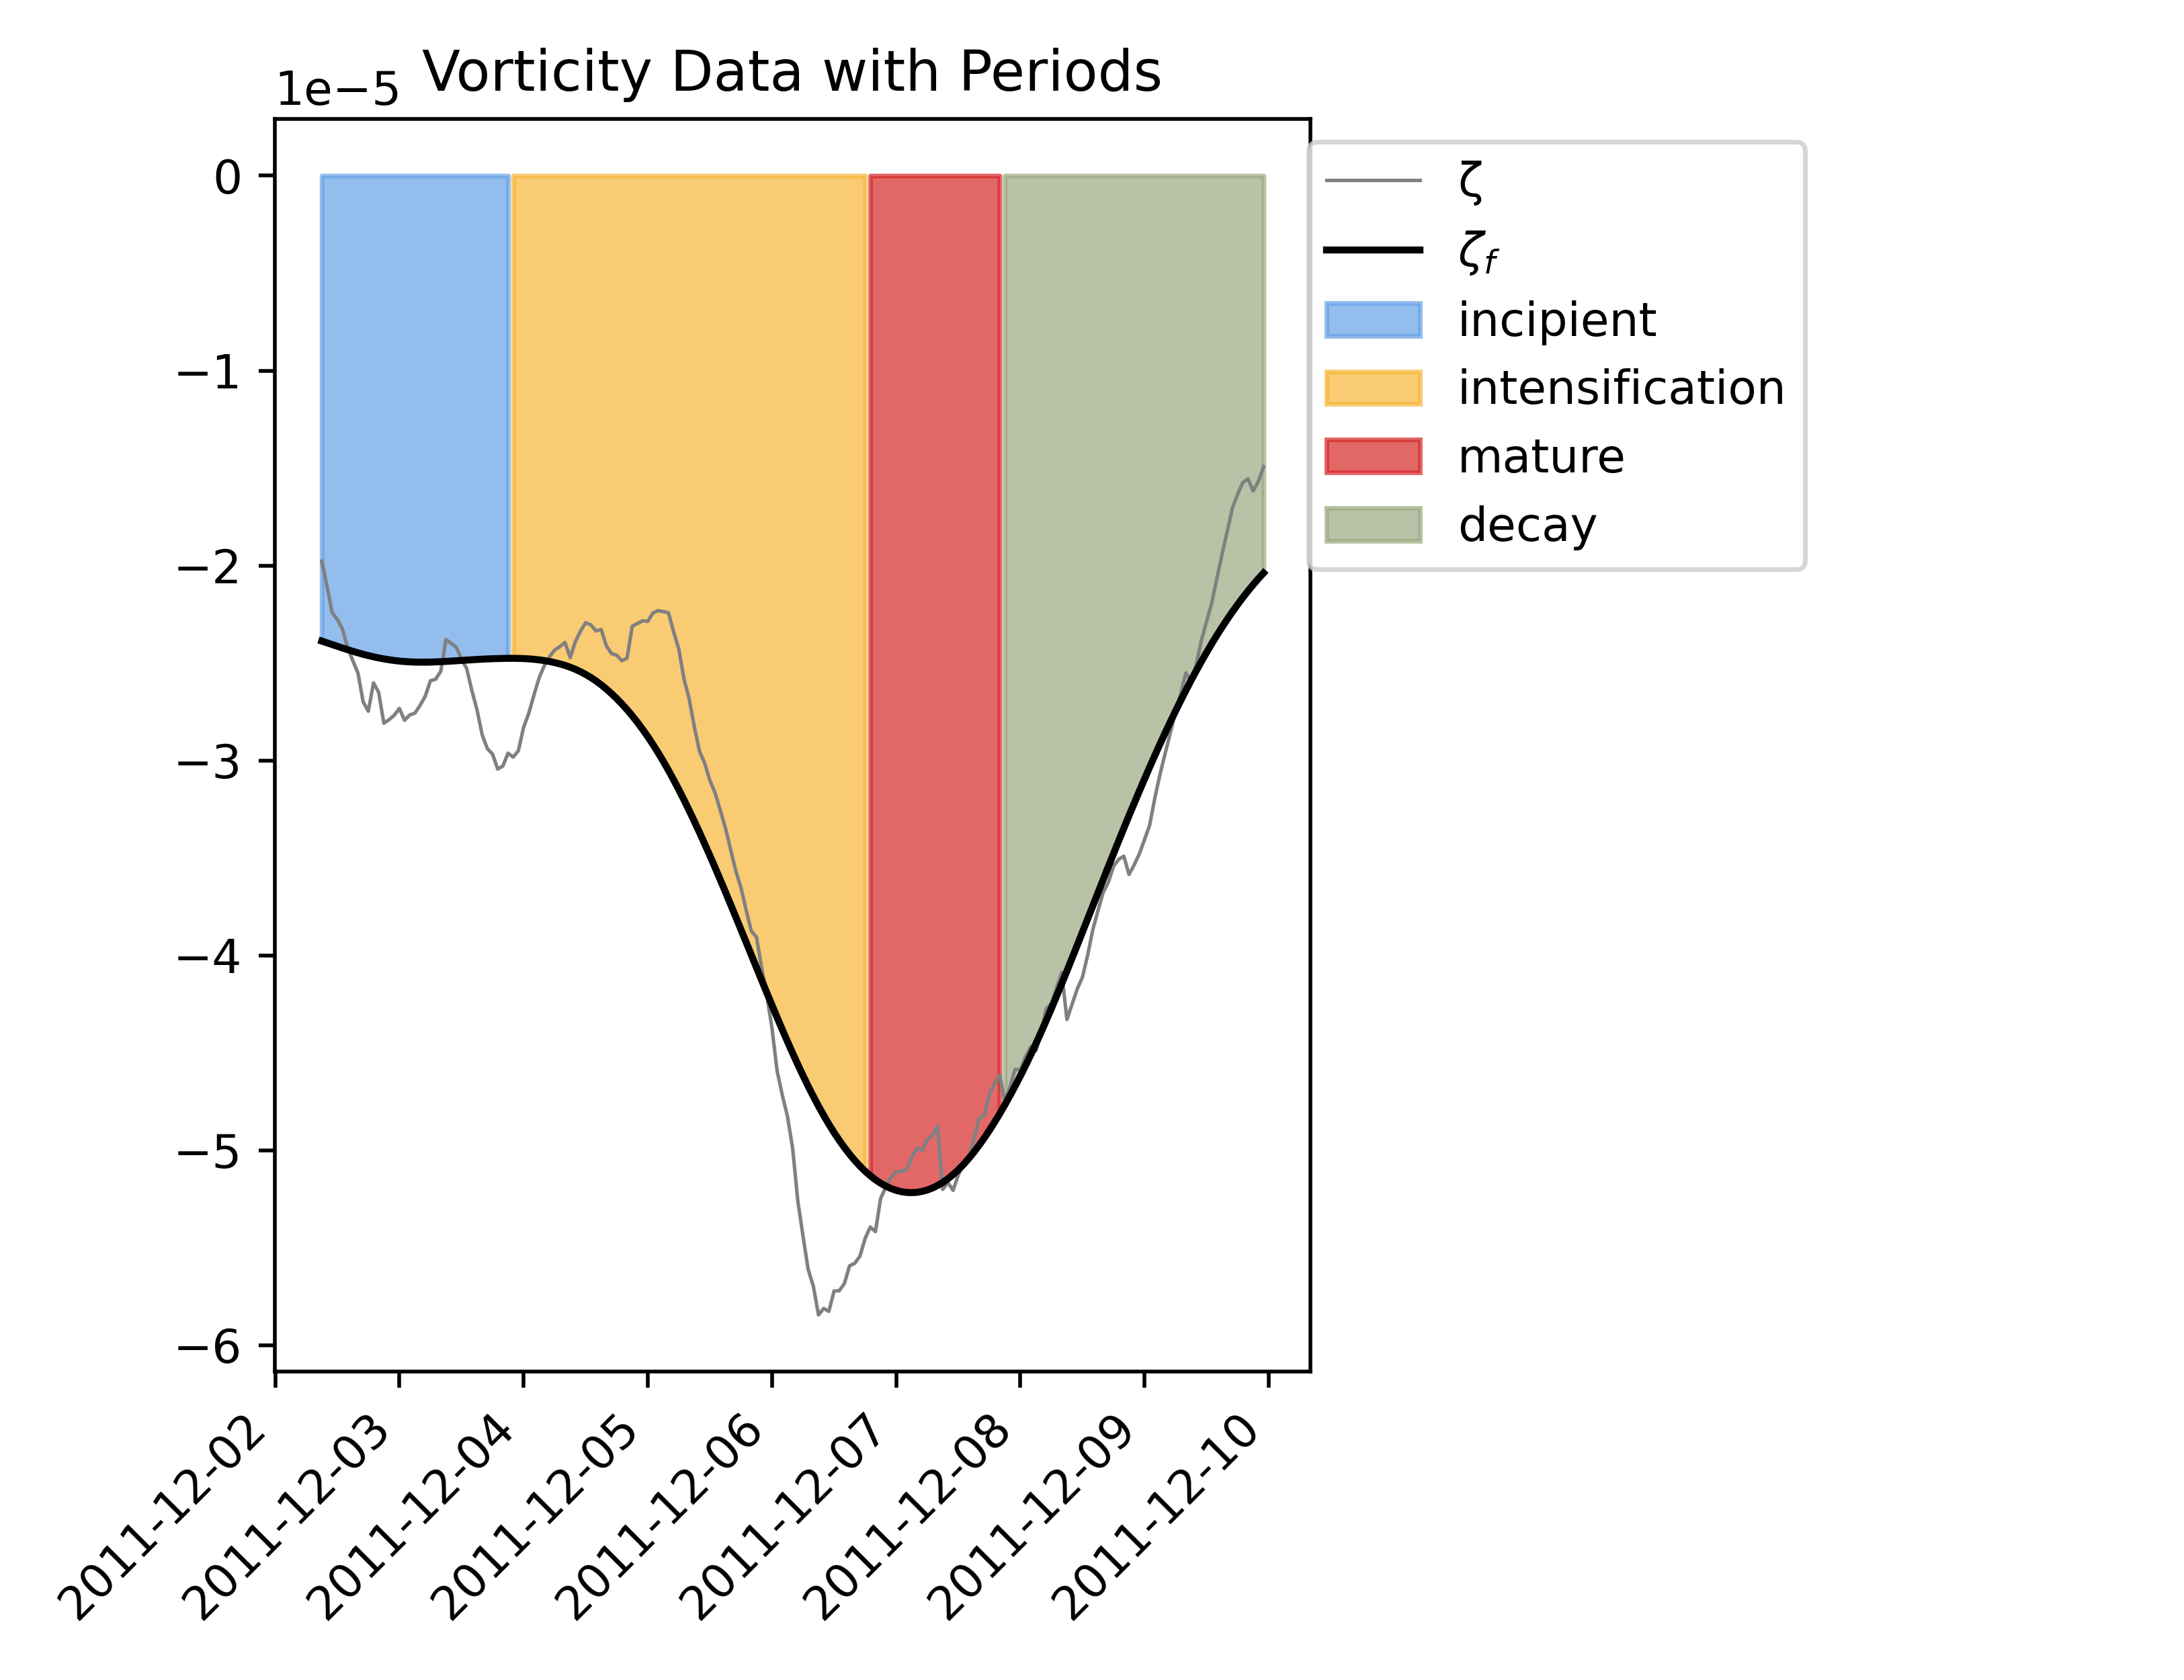 Vorticity Data with Periods
1e−5
0
−1
−2
−3
−4
−5
−6
2011-12-02
2011-12-03
2011-12-04
2011-12-05
2011-12-06
2011-12-07
2011-12-08
2011-12-09
2011-12-10
ζ
ζf
incipient
intensification
mature
decay